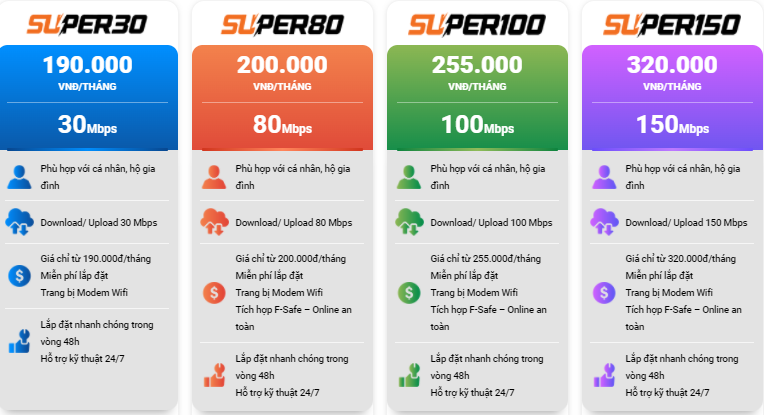 SUPER30
190.000
VNĐ/THÁNG
30Mbps
Phù hợp với cá nhân, hộ gia
đình
Download/ Upload 30 Mbps
Giá chỉ từ 190.000đ/tháng
Miễn phí lắp đặt
Trang bị Modem Wifi
Lắp đặt nhanh chóng trong
vòng 48h
Hỗ trợ kỹ thuật 24/7
SUPER80
200.000
VNĐ/THÁNG
80Mbps
Phù hợp với cá nhân, hộ gia
đình
Download/ Upload 80 Mbps
Giá chỉ từ 200.000đ/tháng
Miễn phí lắp đặt
Trang bị Modem Wifi
Tích hợp F-Safe – Online an
toàn
Lắp đặt nhanh chóng trong
vòng 48h
Hỗ trợ kỹ thuật 24/7
SUPER100
255.000
VNĐ/THÁNG
100Mbps
Phù hợp với cá nhân, hộ gia
đình
Download/ Upload 100 Mbps
Giá chỉ từ 255.000đ/tháng
Miễn phí lắp đặt
Trang bị Modem Wifi
Tích hợp F-Safe – Online an
toàn
Lắp đặt nhanh chóng trong
vòng 48h
Hỗ trợ kỹ thuật 24/7
SUPER150
320.000
VNĐ/THÁNG
150Mbps
Phù hợp với cá nhân, hộ gia
đình
Download/ Upload 150 Mbps
Giá chỉ từ 320.000đ/tháng
Miễn phí lắp đặt
Trang bị Modem Wifi
Tích hợp F-Safe – Online an
toàn
Lắp đặt nhanh chóng trong
vòng 48h
Hỗ trợ kỹ thuật 24/7